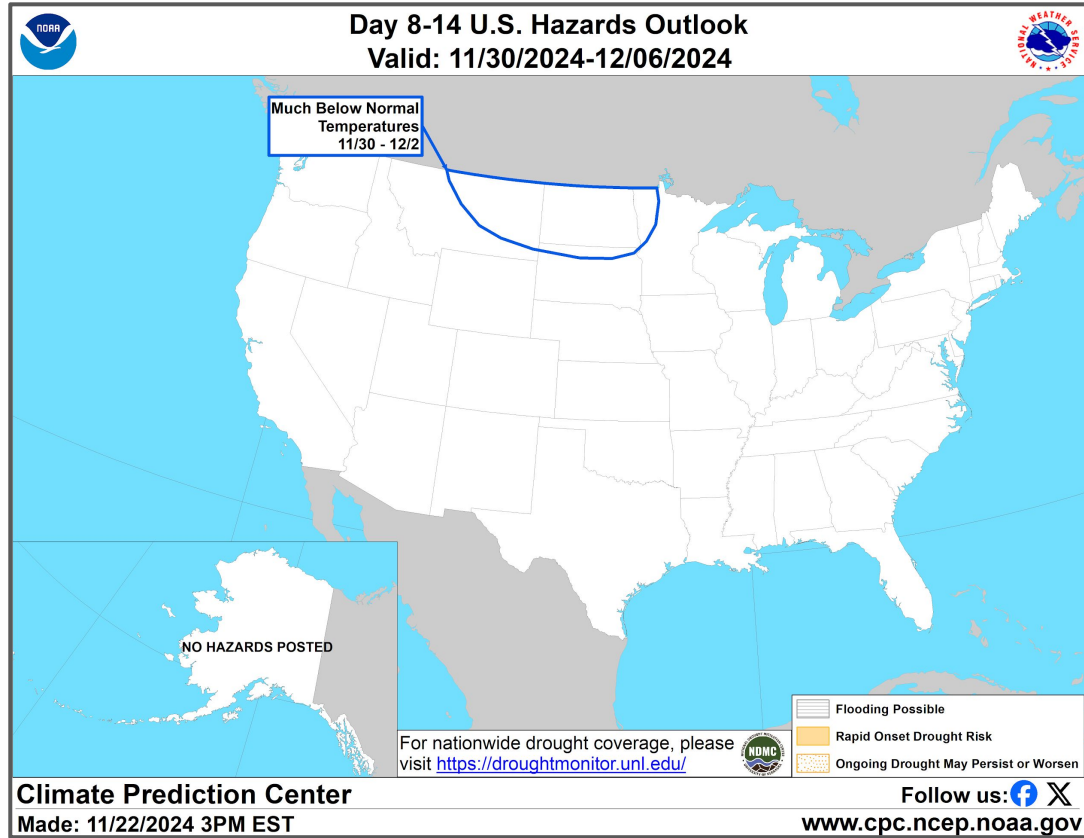 NOAA
Day 8-14 U.S. Hazards Outlook
Valid: 11/30/2024-12/06/2024
NATIONAL WEATHER SERVICE
Much Below Normal
Temperatures
11/30 - 12/2
NO HAZARDS POSTED
For nationwide drought coverage, please
visit https://droughtmonitor.unl.edu/
NDMC
Flooding Possible
Rapid Onset Drought Risk
Ongoing Drought May Persist or Worsen
Climate Prediction Center
Follow us:
Made: 11/22/2024 3PM EST
www.cpc.ncep.noaa.gov